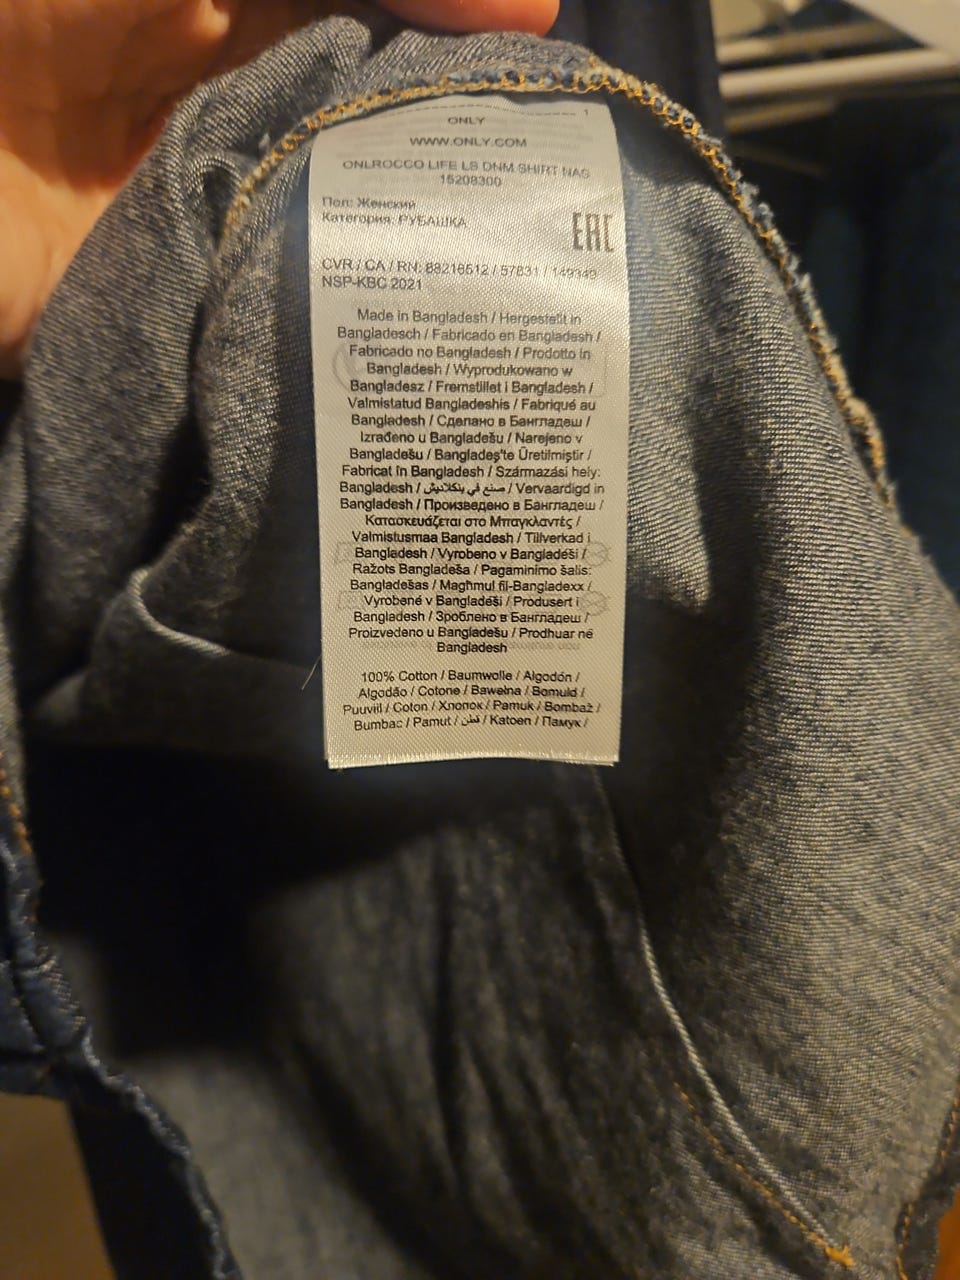 1
ONLY
WWW.ONLY.COM
ONLROCCO LIFE LS DNM SHIRT NAS
15208300
Пол: Женский
Категория: РУБАШКА
EAC
CVR / CA / RN: 88216512 / 57831 / 149349
NSP-KBC 2021
Made in Bangladesh / Hergestellt in
Bangladesch / Fabricado en Bangladesh /
Fabricado no Bangladesh / Prodotto in
Bangladesh / Wyprodukowano w
Bangladesz / Fremstillet i Bangladesh /
Valmistatud Bangladeshis / Fabriqué au
Bangladesh / Сделано в Бангладеш /
Izrađeno u Bangladešu / Narejeno v
Bangladešu / Bangladeş'te Üretilmiştir /
Fabricat în Bangladesh / Származási hely:
Bangladesh / صنع في بنكلاديش / Vervaardigd in
Bangladesh / Произведено в Бангладеш /
Κατασκευάζεται στο Μπαγκλαντές /
Valmistusmaa Bangladesh / Tillverkad i
Bangladesh / Vyrobeno v Bangladéši /
Ražots Bangladeša / Pagaminimo šalis:
Bangladešas / Magħmul fil-Bangladexx /
Vyrobené v Bangladéši / Produsert i
Bangladesh / Зроблено в Бангладеш /
Proizvedeno u Bangladešu / Prodhuar në
Bangladesh
100% Cotton / Baumwolle / Algodón /
Algodão / Cotone / Bawełna / Bomuld /
Puuvill / Coton / Хлопок / Pamuk / Bombaž /
Bumbac / Pamut / قطن / Katoen / Памук /